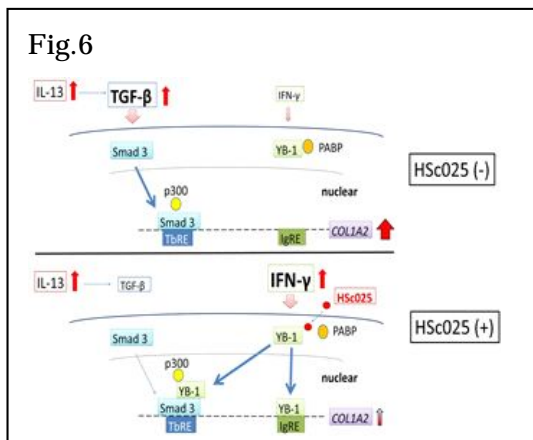 Fig.6
IL-13
TGF-β
IFN-γ
Smad 3
YB-1
PABP
HSc025 (-)
p300
nuclear
Smad 3
TbRE
IgRE
COL1A2
IL-13
TGF-β
IFN-γ
HSc025
Smad 3
YB-1
PABP
HSc025 (+)
p300
nuclear
YB-1
Smad 3
YB-1
TbRE
IgRE
COL1A2